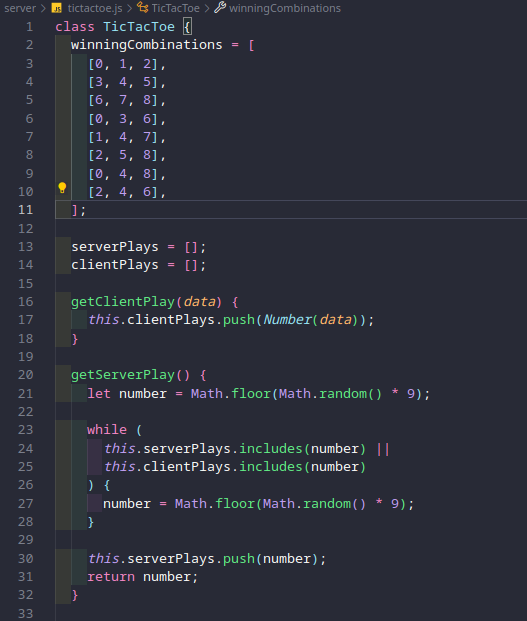 server > tictactoe.js > TicTacToe > winningCombinations
1 class TicTacToe {
2 winningCombinations = [
3 [0, 1, 2],
4 [3, 4, 5],
5 [6, 7, 8],
6 [0, 3, 6],
7 [1, 4, 7],
8 [2, 5, 8],
9 [0, 4, 8],
10 [2, 4, 6],
11 ];
12
13 serverPlays = [];
14 clientPlays = [];
15
16 getClientPlay(data) {
17 this.clientPlays.push(Number(data));
18 }
19
20 getServerPlay() {
21 let number = Math.floor(Math.random() * 9);
22
23 while (
24 this.serverPlays.includes(number) ||
25 this.clientPlays.includes(number)
26 ) {
27 number = Math.floor(Math.random() * 9);
28 }
29
30 this.serverPlays.push(number);
31 return number;
32 }
33